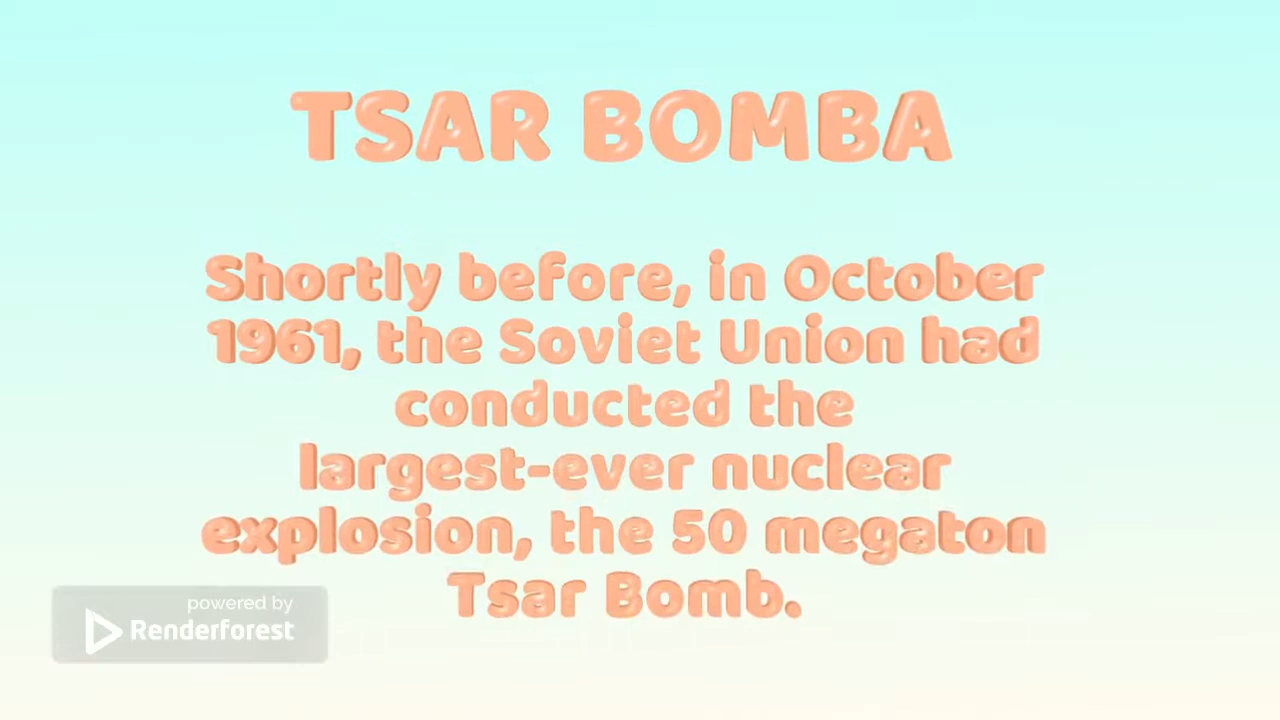 TSAR BOMBA
Shortly before, in October
1961, the Soviet Union had
conducted the
largest-ever nuclear
explosion, the 50 megaton
Tsar Bomb.
powered by
Renderforest